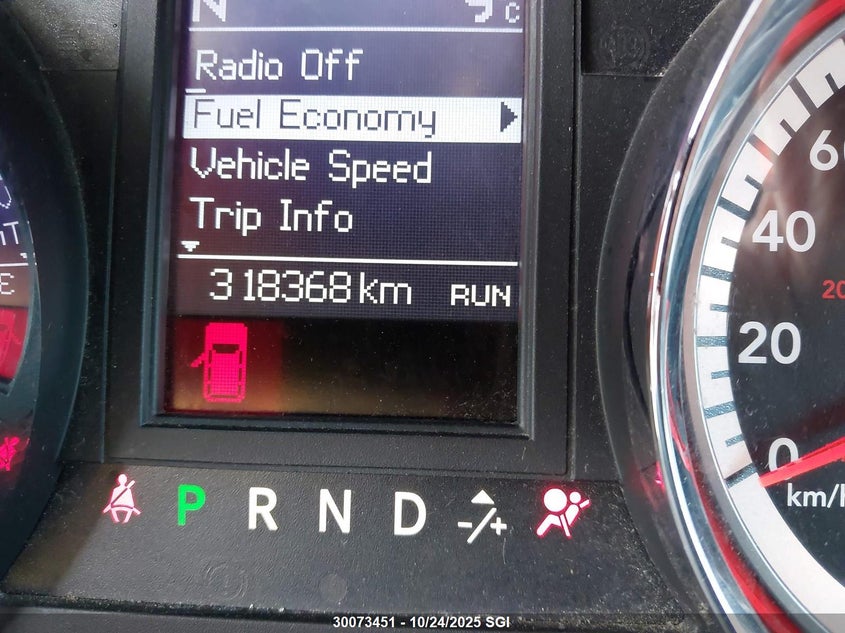 N
C
Radio Off
Fuel Economy
Vehicle Speed
Trip Info
318368 km RUN
P R N D -/+
60
40
20
20
0
km/h
30073451 - 10/24/2025 SGI